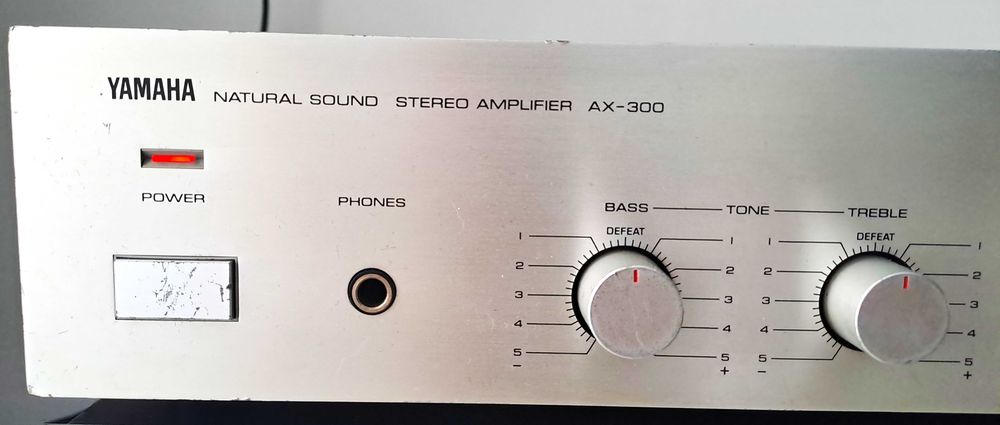 YAMAHA NATURAL SOUND STEREO AMPLIFIER AX-300
POWER
PHONES
BASS TONE TREBLE
DEFEAT
1 1
2 2
3 3
4 4
5 5
- +
DEFEAT
1 1
2 2
3 3
4 4
5 5
- +